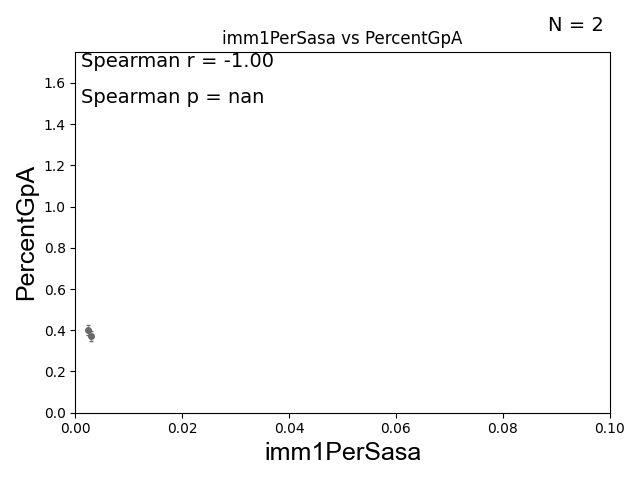 N = 2
imm1PerSasa vs PercentGpA
Spearman r = -1.00
Spearman p = nan
PercentGpA
1.6
1.4
1.2
1.0
0.8
0.6
0.4
0.2
0.0
0.00 0.02 0.04 0.06 0.08 0.10
imm1PerSasa